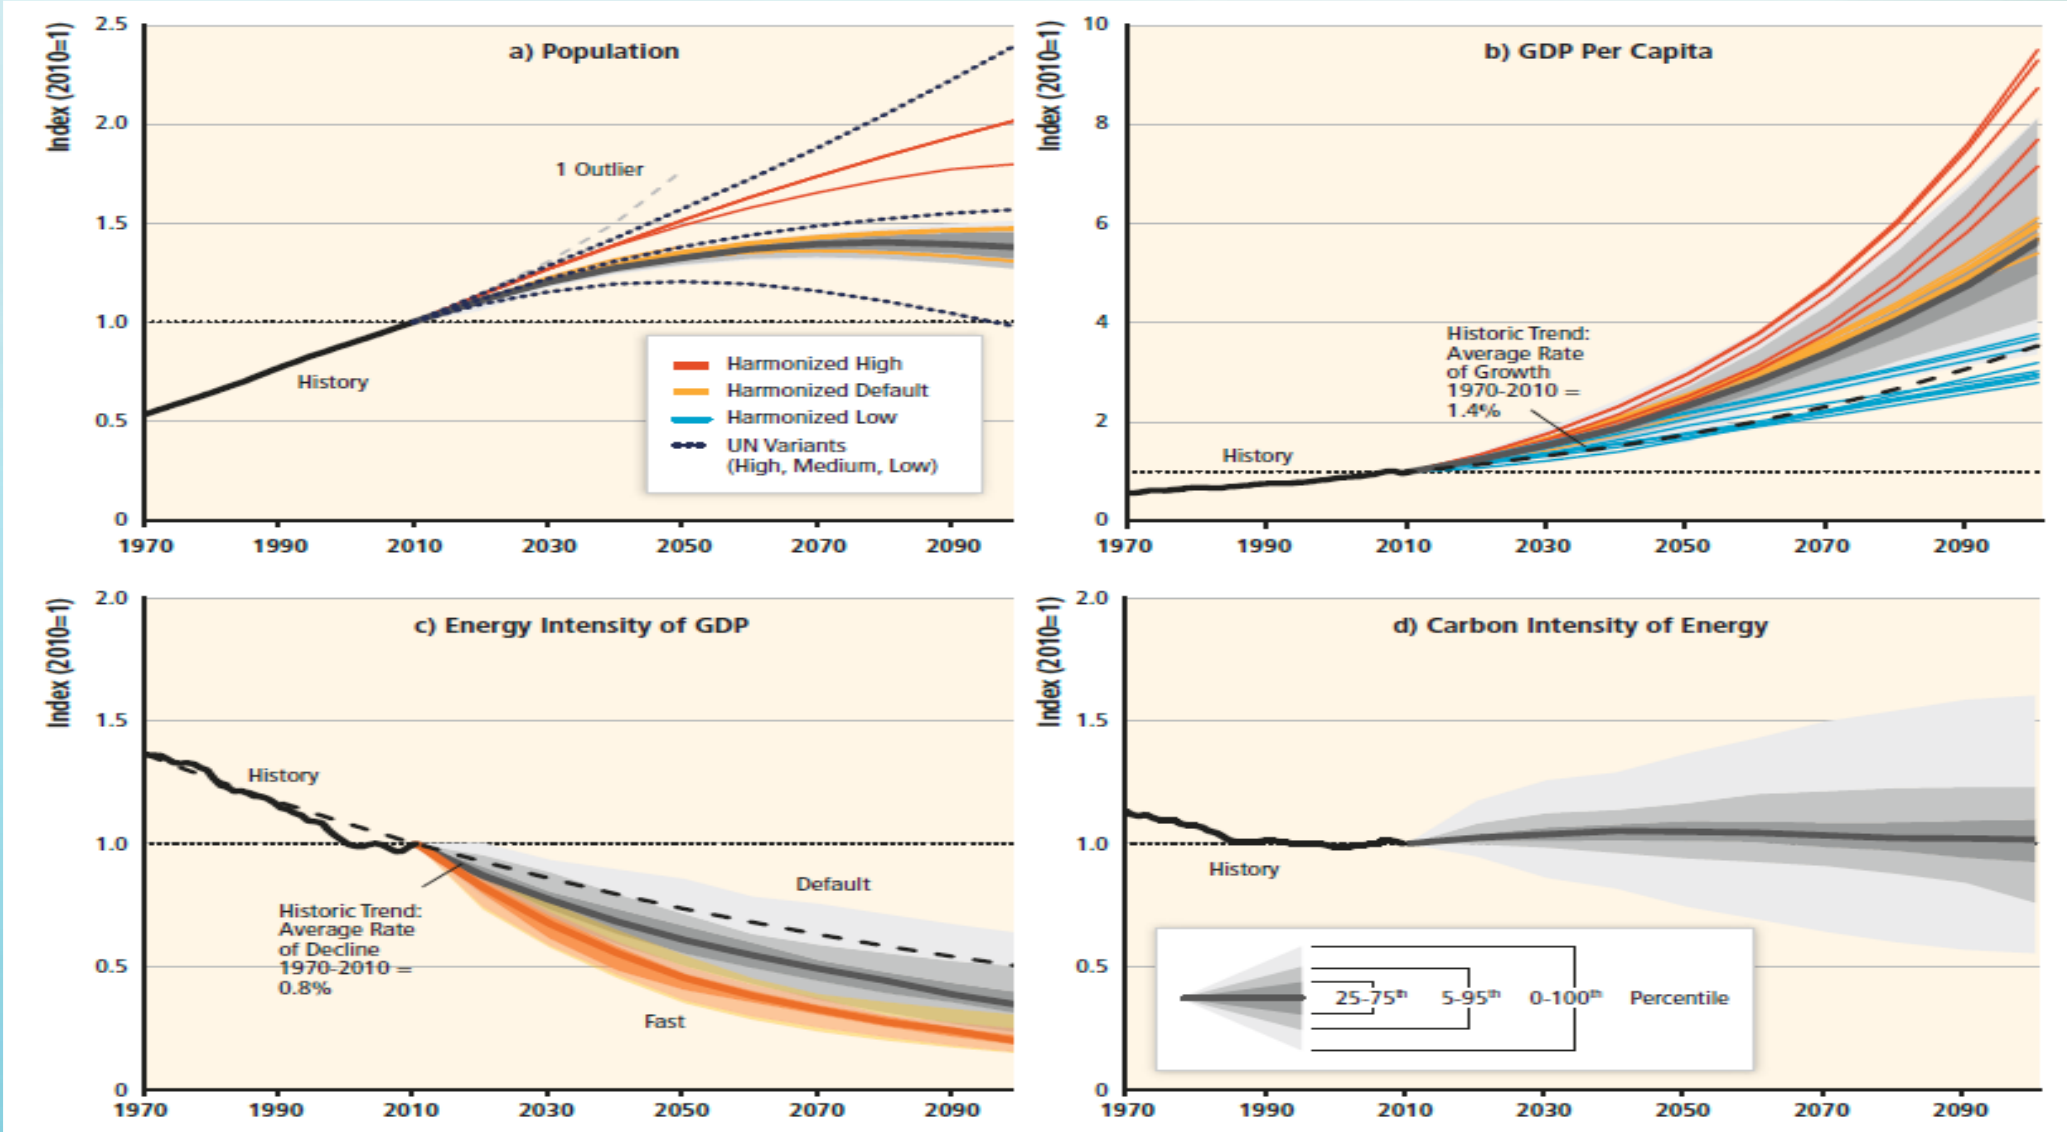 a) Population
Index (2010=1)
2.5
2.0
1.5
1.0
0.5
0
1 Outlier
History
Harmonized High
Harmonized Default
Harmonized Low
UN Variants
(High, Medium, Low)
1970 1990 2010 2030 2050 2070 2090
b) GDP Per Capita
Index (2010=1)
10
8
6
4
2
0
Historic Trend:
Average Rate
of Growth
1970-2010 =
1.4%
History
1970 1990 2010 2030 2050 2070 2090
c) Energy Intensity of GDP
Index (2010=1)
2.0
1.5
1.0
0.5
0
History
Default
Historic Trend:
Average Rate
of Decline
1970-2010 =
0.8%
Fast
1970 1990 2010 2030 2050 2070 2090
d) Carbon Intensity of Energy
Index (2010=1)
2.0
1.5
1.0
0.5
0
History
25-75th 5-95th 0-100th Percentile
1970 1990 2010 2030 2050 2070 2090